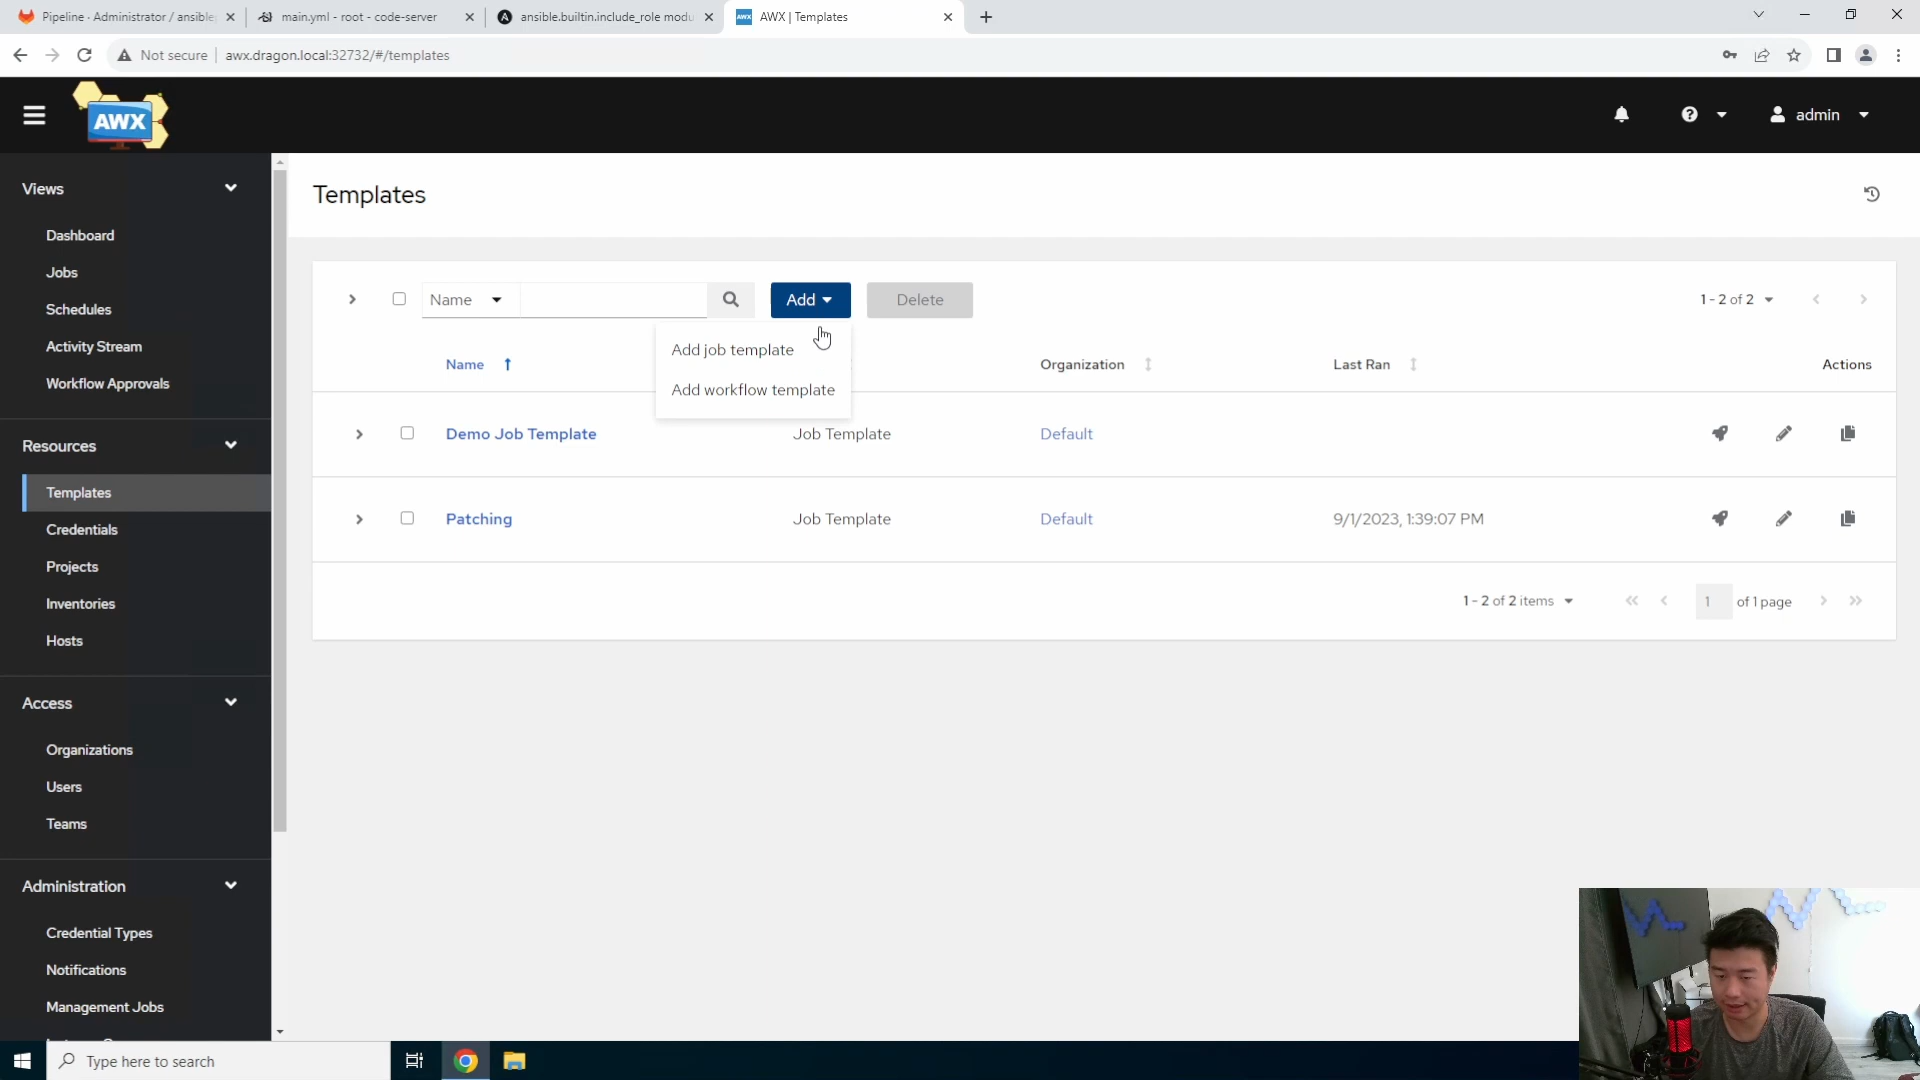 Pipeline · Administrator / ansible
main.yml - root - code-server
ansible.builtin.include_role modu
AWX | Templates
Not secure
awx.dragon.local:32732/#/templates
AWX
admin
Views
Dashboard
Jobs
Schedules
Activity Stream
Workflow Approvals
Resources
Templates
Credentials
Projects
Inventories
Hosts
Access
Organizations
Users
Teams
Administration
Credential Types
Notifications
Management Jobs
Templates
Name
Add
Delete
1 - 2 of 2
Add job template
Add workflow template
Name
Organization
Last Ran
Actions
Demo Job Template
Job Template
Default
Patching
Job Template
Default
9/1/2023, 1:39:07 PM
1 - 2 of 2 items
1
of 1 page
Type here to search